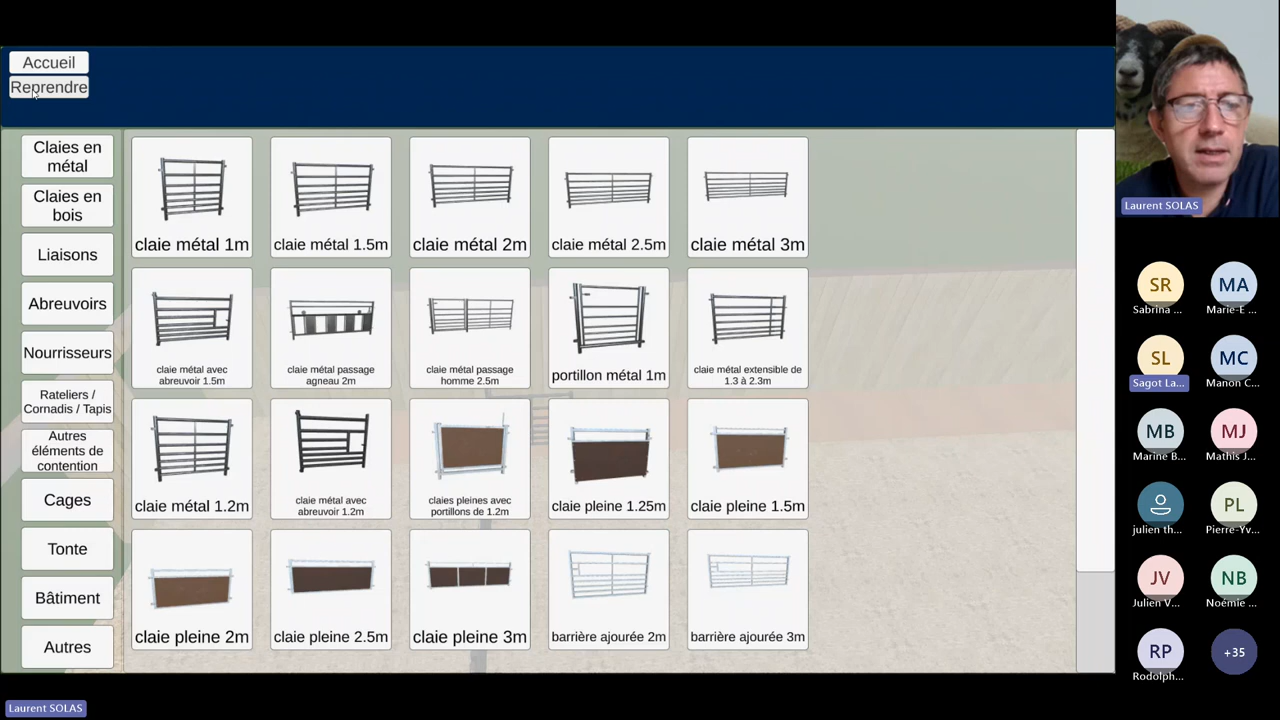 Accueil
Reprendre
Claies en
métal
Claies en
bois
Liaisons
Abreuvoirs
Nourrisseurs
Rateliers /
Cornadis / Tapis
Autres
éléments de
contention
Cages
Tonte
Bâtiment
Autres
claie métal 1m
claie métal 1.5m
claie métal 2m
claie métal 2.5m
claie métal 3m
claie métal avec
abreuvoir 1.5m
claie métal passage
agneau 2m
claie métal passage
homme 2.5m
portillon métal 1m
claie métal extensible de
1.3 à 2.3m
claie métal 1.2m
claie métal avec
abreuvoir 1.2m
claies pleines avec
portillons de 1.2m
claie pleine 1.25m
claie pleine 1.5m
claie pleine 2m
claie pleine 2.5m
claie pleine 3m
barrière ajourée 2m
barrière ajourée 3m
Laurent SOLAS
SR
Sabrina ...
MA
Marie-E ...
SL
Sagot La...
MC
Manon C...
MB
Marine B...
MJ
Mathis J...
julien th...
PL
Pierre-Yv...
JV
Julien V...
NB
Noémie ...
RP
Rodolph...
+35
Laurent SOLAS